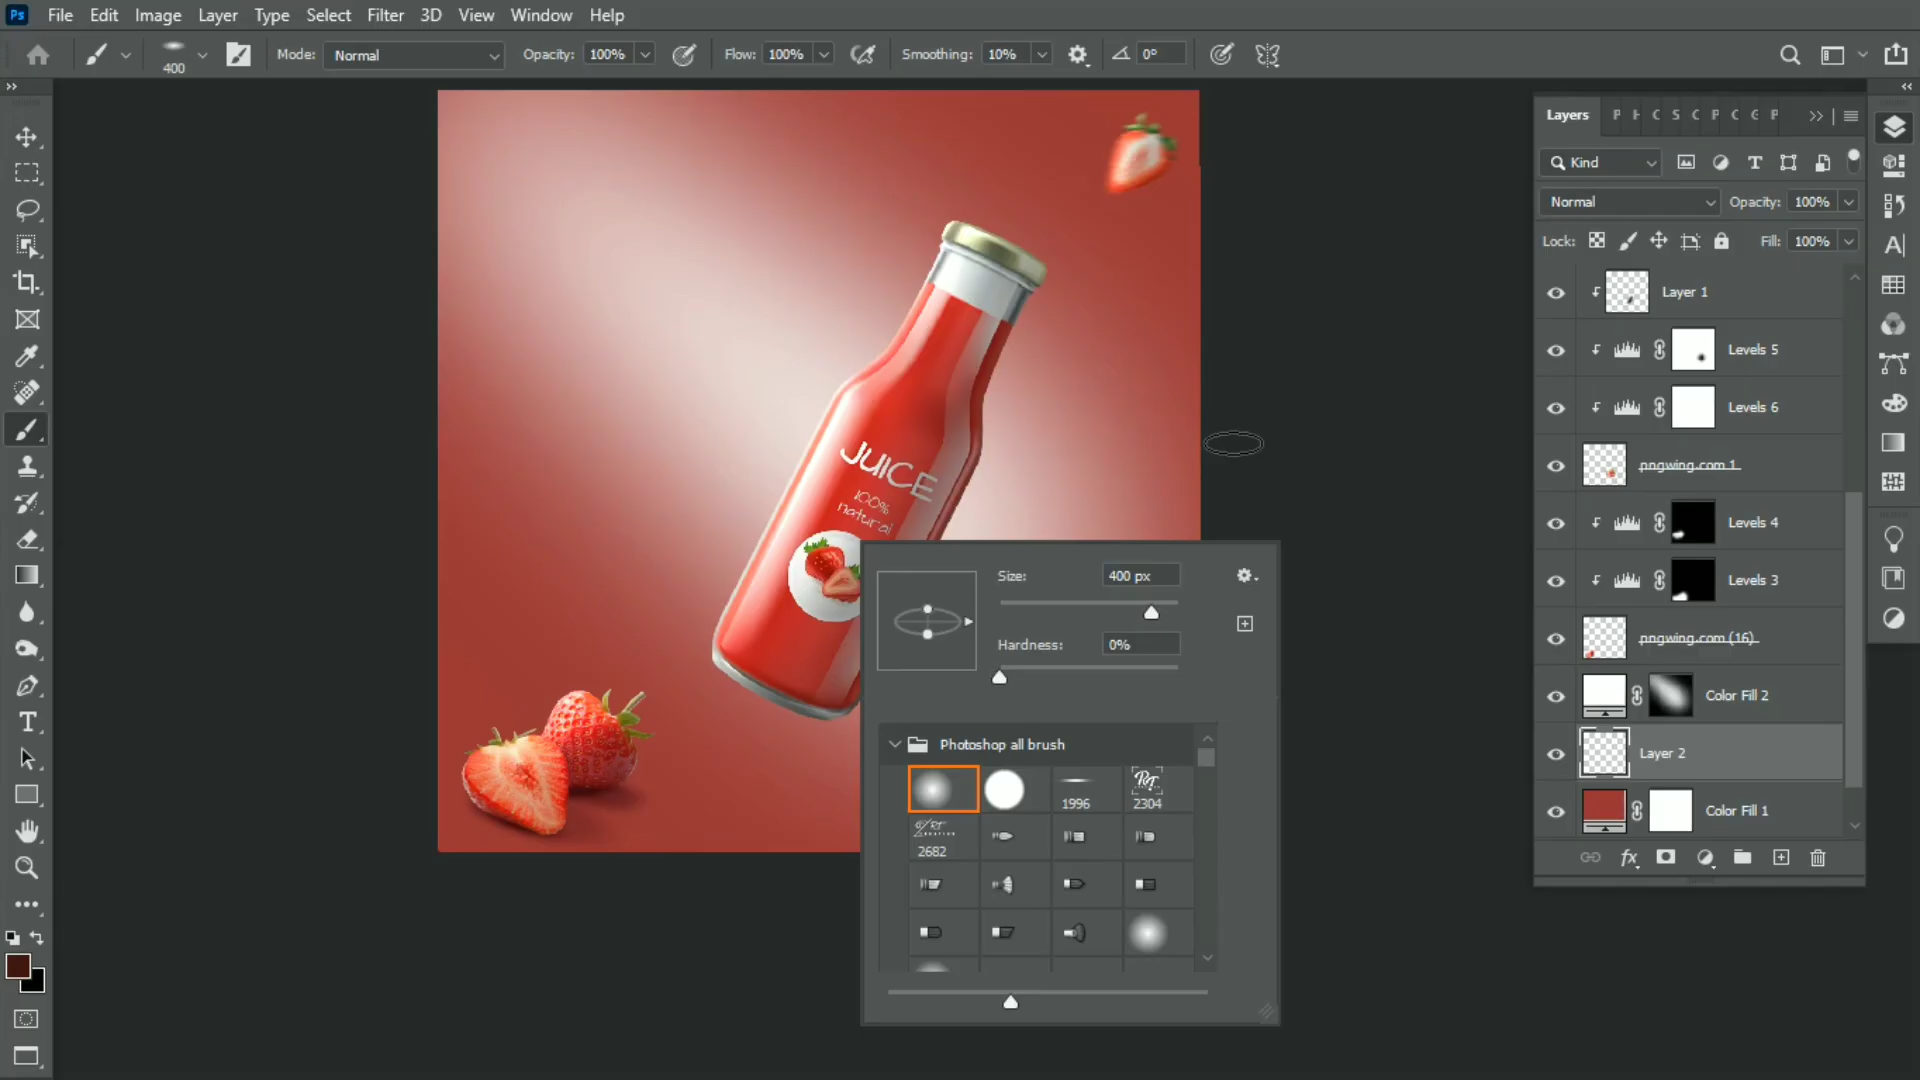 Ps File Edit Image Layer Type Select Filter 3D View Window Help
400 Mode: Normal Opacity: 100% Flow: 100% Smoothing: 10% 0°
Layers P H C S C P C G P
Kind
Normal Opacity: 100%
Lock: Fill: 100%
Layer 1
Levels 5
Levels 6
pngwing.com 1
Levels 4
Levels 3
pngwing.com (16)
Color Fill 2
Layer 2
Color Fill 1
JUICE
100%
natural
Size: 400 px
Hardness: 0%
Photoshop all brush
1996
2304
2682